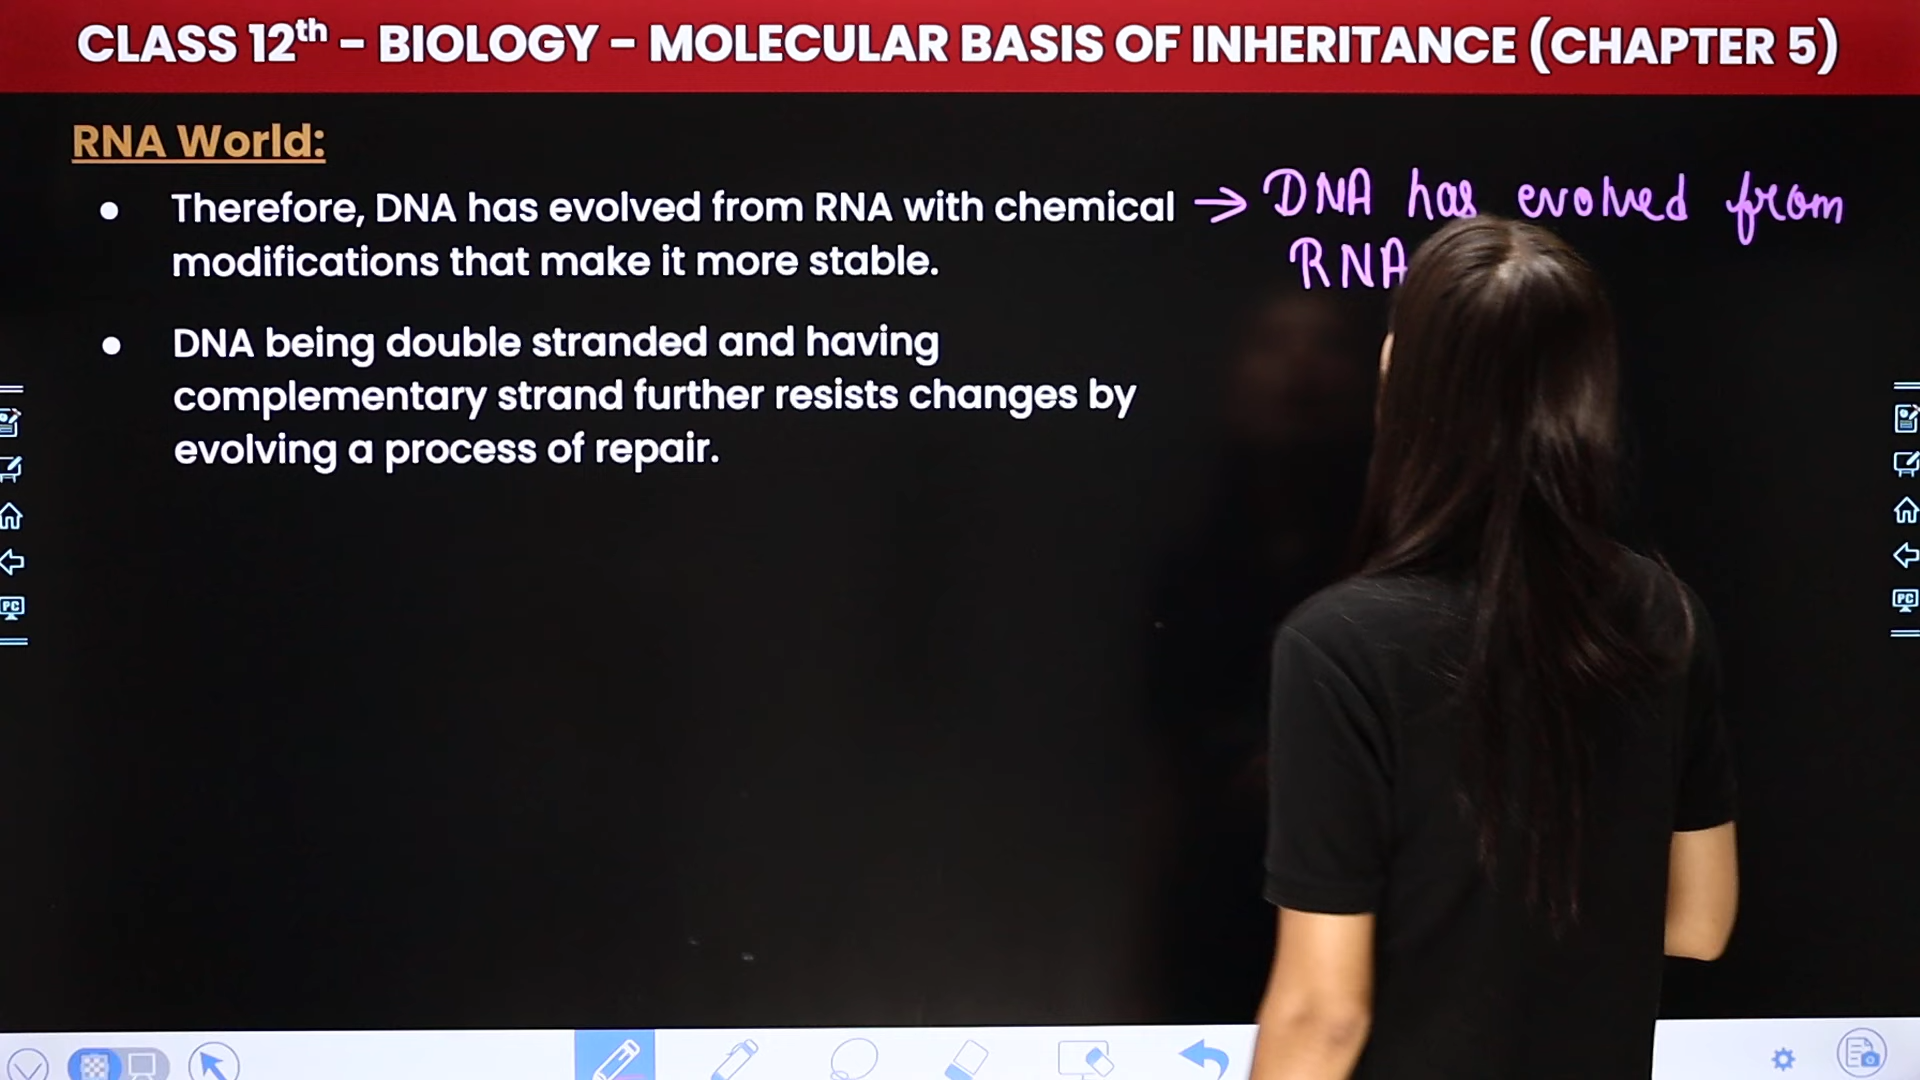 CLASS 12th - BIOLOGY - MOLECULAR BASIS OF INHERITANCE (CHAPTER 5)
RNA World:
● Therefore, DNA has evolved from RNA with chemical
modifications that make it more stable.
● DNA being double stranded and having
complementary strand further resists changes by
evolving a process of repair.
→ DNA has evolved from
RNA
PC
PC